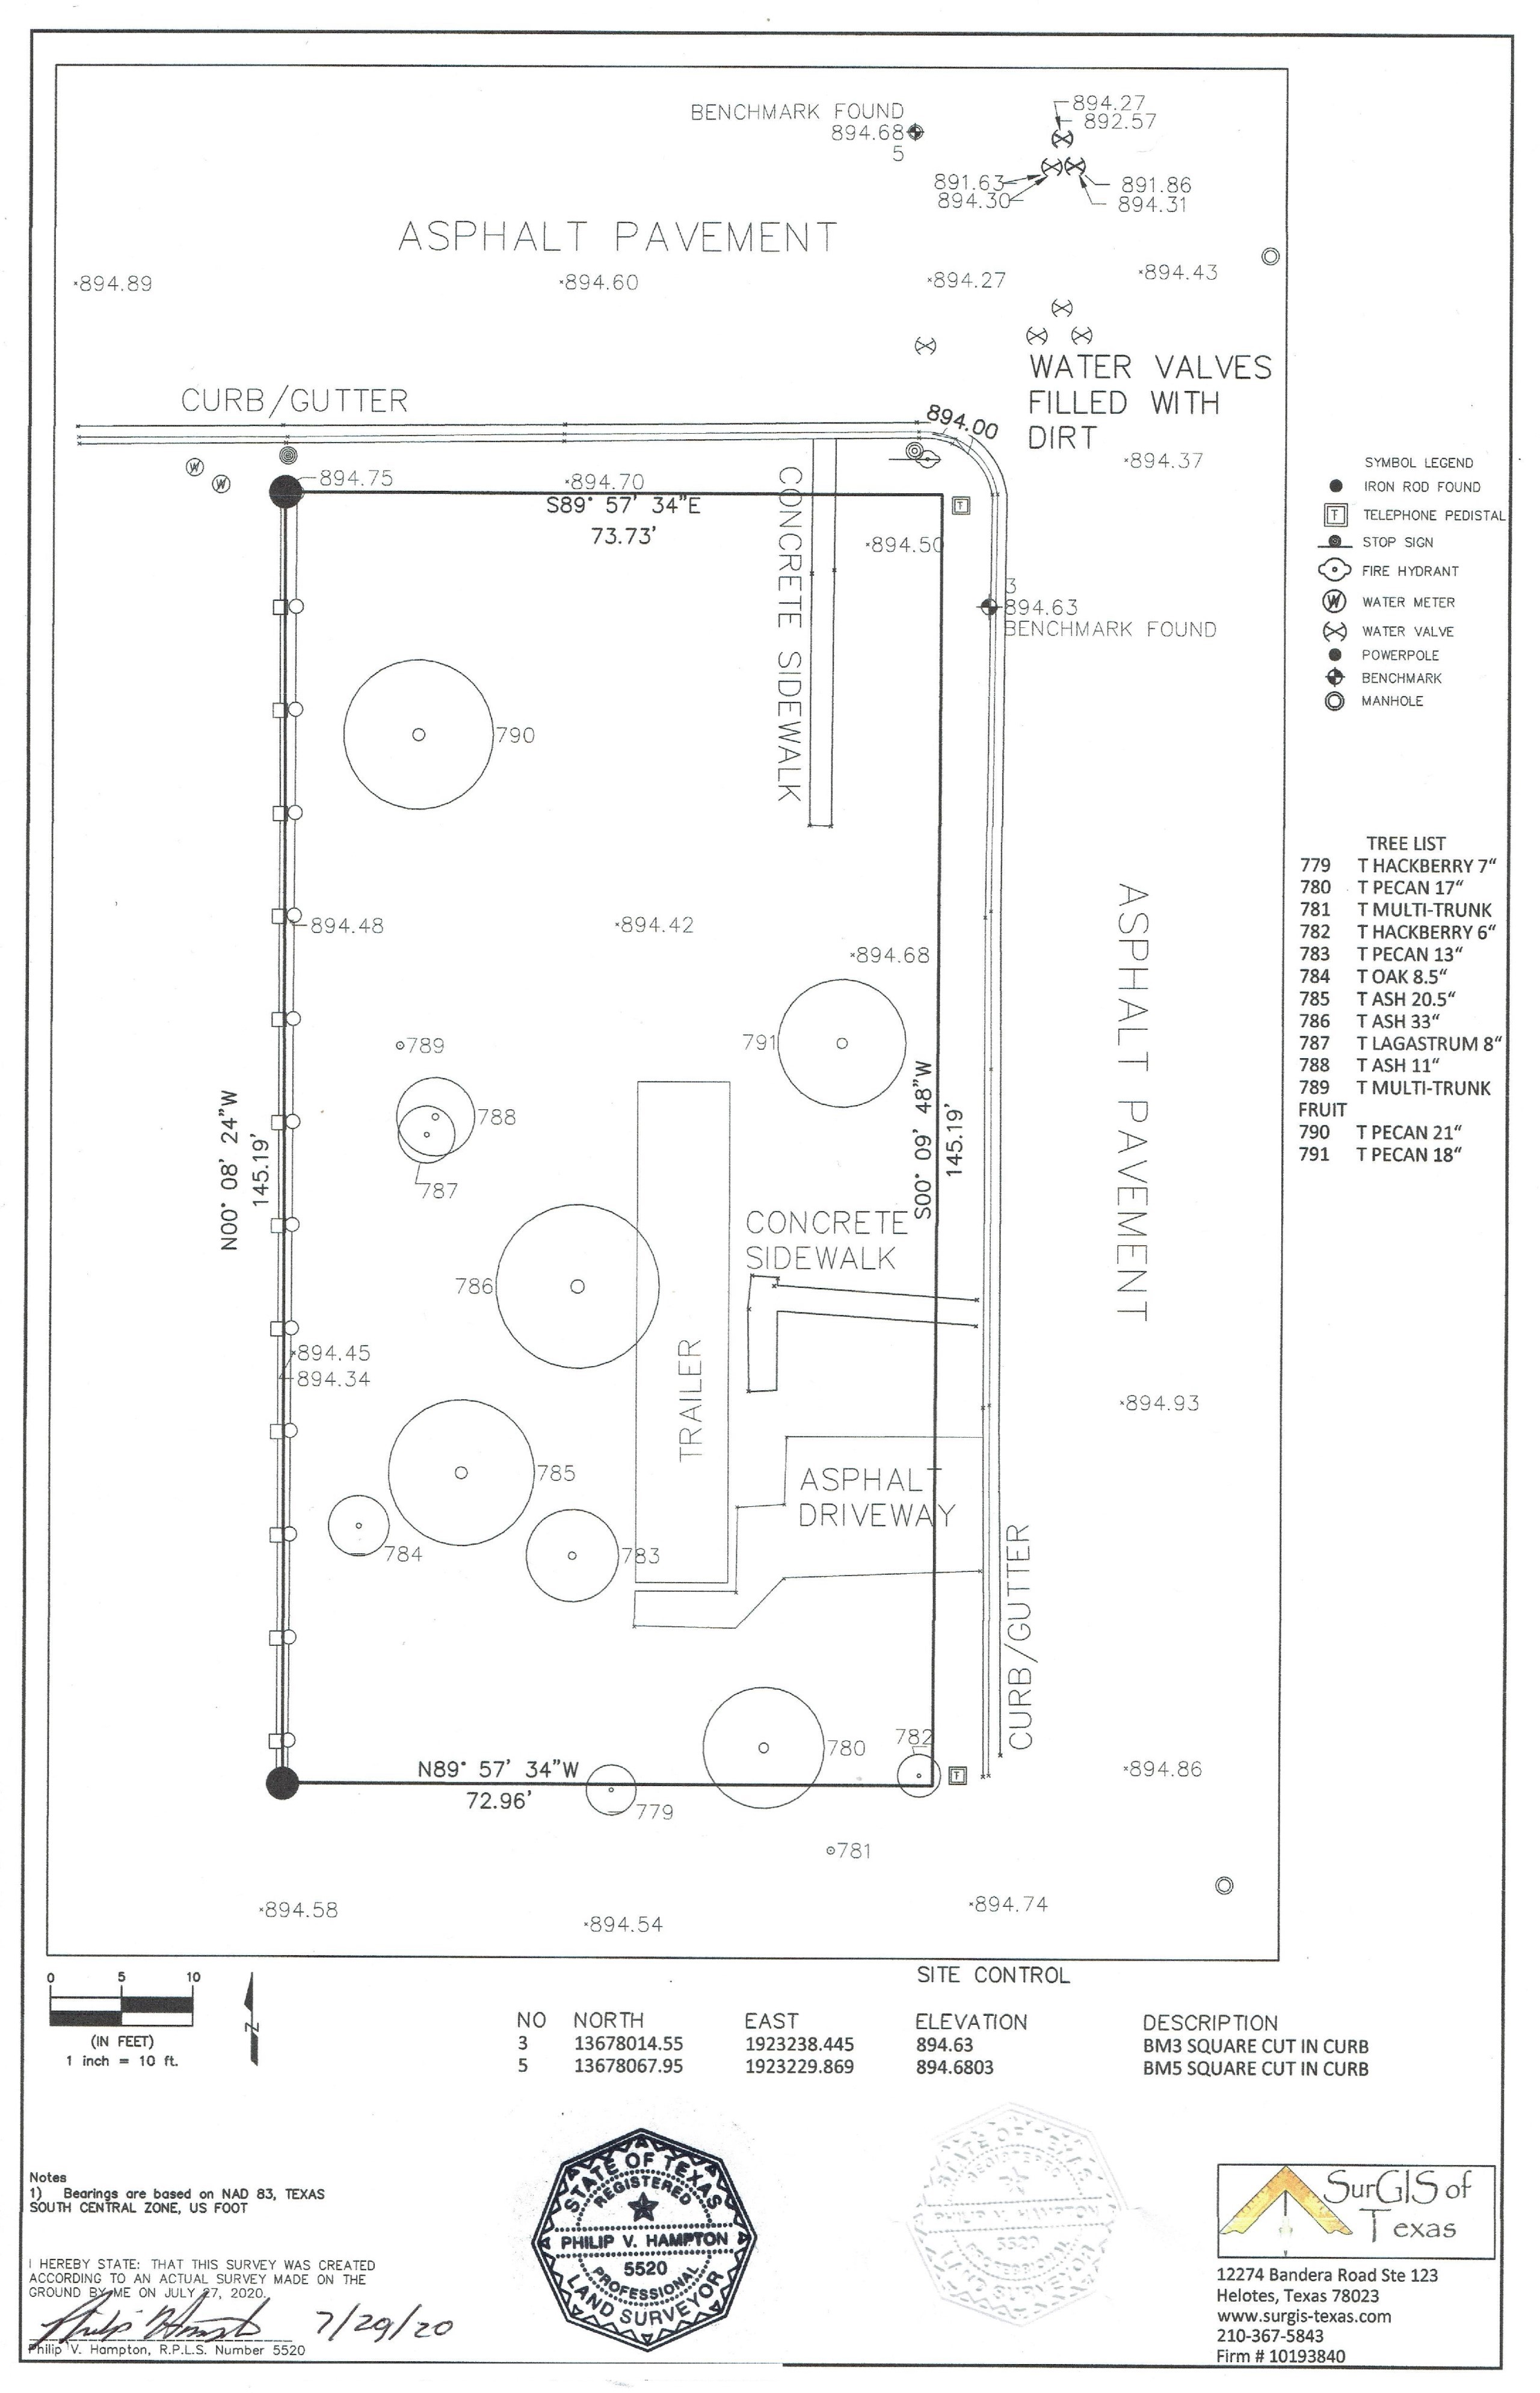 BENCHMARK FOUND
894.68
5
894.27
892.57
891.63
894.30
891.86
894.31
ASPHALT PAVEMENT
894.89
894.60
894.27
894.43
WATER VALVES
FILLED WITH
DIRT
CURB/GUTTER
894.00
894.37
894.75
894.70
S89° 57' 34"E
73.73'
894.50
CONCRETE SIDEWALK
3
894.63
BENCHMARK FOUND
SYMBOL LEGEND
IRON ROD FOUND
T TELEPHONE PEDISTAL
STOP SIGN
FIRE HYDRANT
W WATER METER
WATER VALVE
POWERPOLE
BENCHMARK
MANHOLE
W
W
T
790
894.48
894.42
894.68
789
791
788
787
N00° 08' 24"W
145.19'
S00° 09' 48"W
145.19'
ASPHALT PAVEMENT
CONCRETE
SIDEWALK
786
TRAILER
894.45
894.34
894.93
785
ASPHALT
DRIVEWAY
784
783
CURB/GUTTER
782
780
N89° 57' 34"W
72.96'
779
T
894.86
781
894.58
894.54
894.74
TREE LIST
779 T HACKBERRY 7"
780 T PECAN 17"
781 T MULTI-TRUNK
782 T HACKBERRY 6"
783 T PECAN 13"
784 T OAK 8.5"
785 T ASH 20.5"
786 T ASH 33"
787 T LAGASTRUM 8"
788 T ASH 11"
789 T MULTI-TRUNK
FRUIT
790 T PECAN 21"
791 T PECAN 18"
0 5 10
(IN FEET)
1 inch = 10 ft.
N
SITE CONTROL
NO NORTH EAST ELEVATION DESCRIPTION
3 13678014.55 1923238.445 894.63 BM3 SQUARE CUT IN CURB
5 13678067.95 1923229.869 894.6803 BM5 SQUARE CUT IN CURB
Notes
1) Bearings are based on NAD 83, TEXAS
SOUTH CENTRAL ZONE, US FOOT
I HEREBY STATE: THAT THIS SURVEY WAS CREATED
ACCORDING TO AN ACTUAL SURVEY MADE ON THE
GROUND BY ME ON JULY 27, 2020.
7/29/20
Philip V. Hampton, R.P.L.S. Number 5520
STATE OF TEXAS
REGISTERED
PHILIP V. HAMPTON
5520
PROFESSIONAL
LAND SURVEYOR
STATE OF TEXAS
REGISTERED
PHILIP V. HAMPTON
5520
PROFESSIONAL
LAND SURVEYOR
SurGIS of
Texas
12274 Bandera Road Ste 123
Helotes, Texas 78023
www.surgis-texas.com
210-367-5843
Firm # 10193840